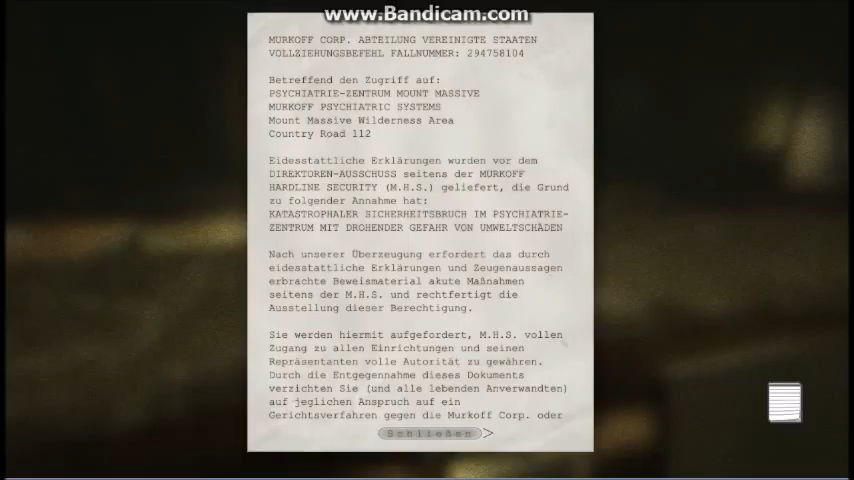 www.Bandicam.com
MURKOFF CORP. ABTEILUNG VEREINIGTE STAATEN
VOLLZIEHUNGSBEFEHL FALLNUMMER: 294758104
Betreffend den Zugriff auf:
PSYCHIATRIE-ZENTRUM MOUNT MASSIVE
MURKOFF PSYCHIATRIC SYSTEMS
Mount Massive Wilderness Area
Country Road 112
Eidesstattliche Erklärungen wurden vor dem
DIREKTOREN-AUSSCHUSS seitens der MURKOFF
HARDLINE SECURITY (M.H.S.) geliefert, die Grund
zu folgender Annahme hat:
KATASTROPHALER SICHERHEITSBRUCH IM PSYCHIATRIE-
ZENTRUM MIT DROHENDER GEFAHR VON UMWELTSCHÄDEN
Nach unserer Überzeugung erfordert das durch
eidesstattliche Erklärungen und Zeugenaussagen
erbrachte Beweismaterial akute Maßnahmen
seitens der M.H.S. und rechtfertigt die
Ausstellung dieser Berechtigung.
Sie werden hiermit aufgefordert, M.H.S. vollen
Zugang zu allen Einrichtungen und seinen
Repräsentanten volle Autorität zu gewähren.
Durch die Entgegennahme dieses Dokuments
verzichten Sie (und alle lebenden Anverwandten)
auf jeglichen Anspruch auf ein
Gerichtsverfahren gegen die Murkoff Corp. oder
Schließen >